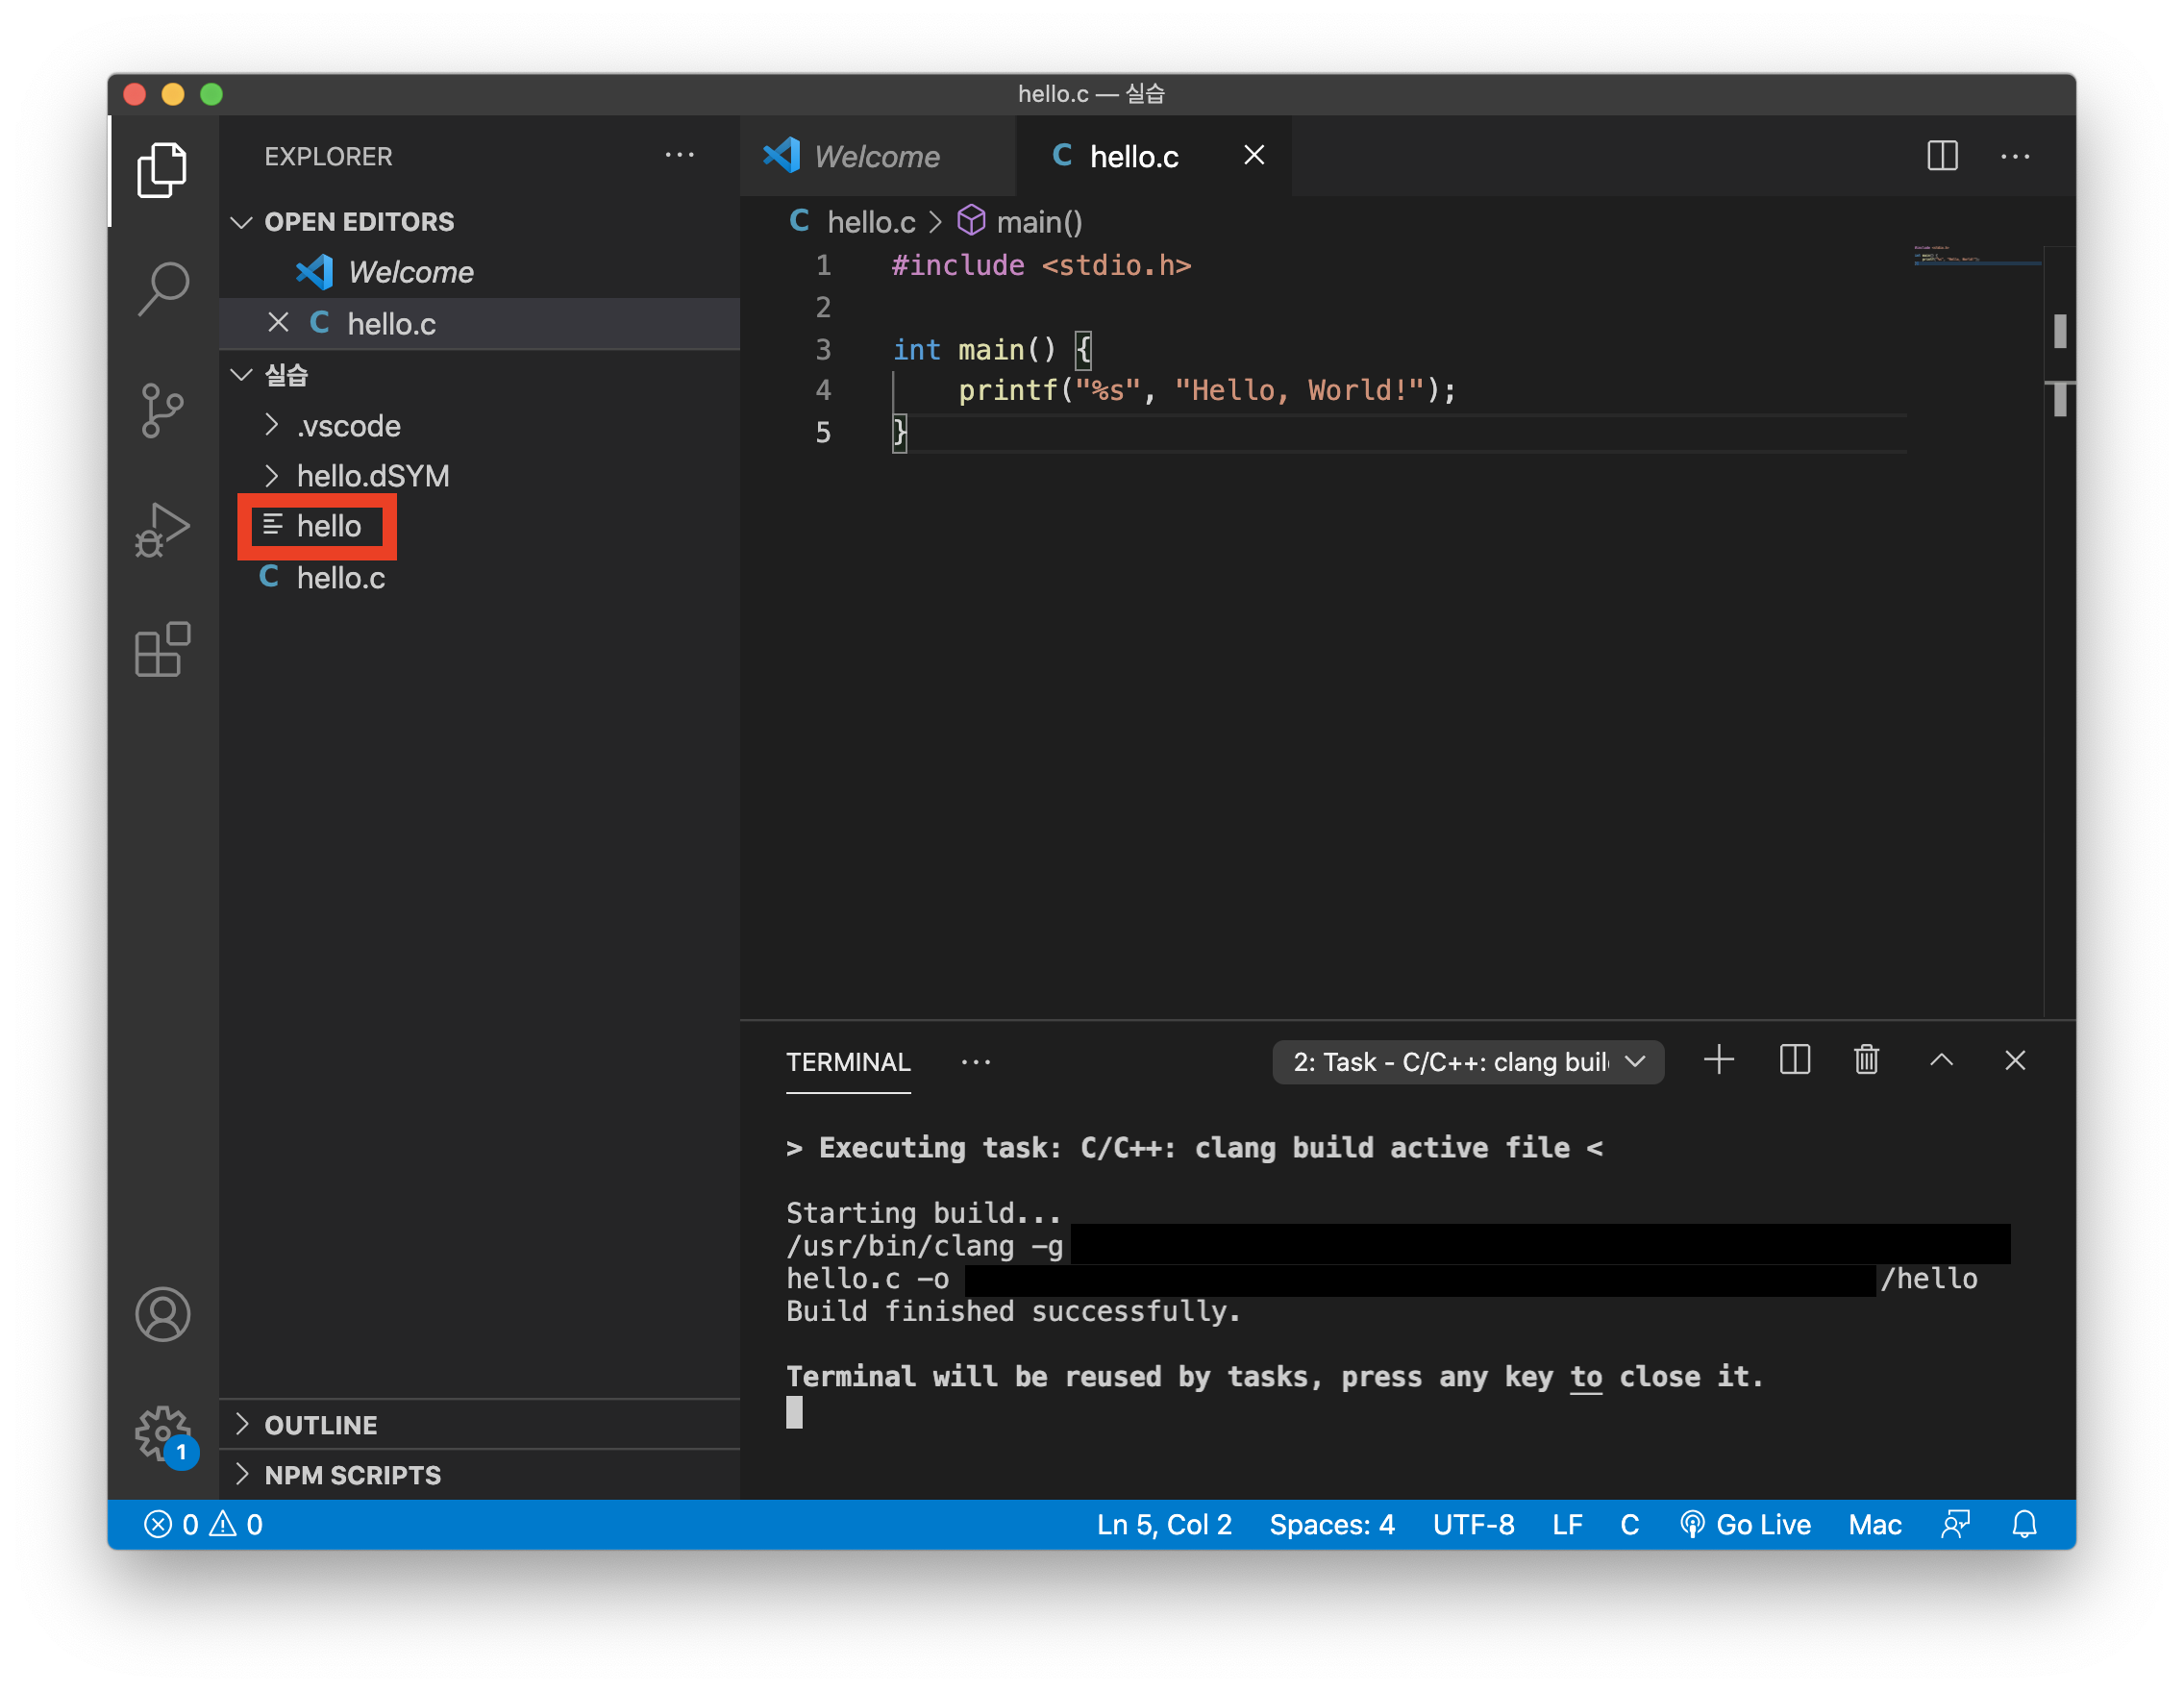 hello.c — 실습
EXPLORER
OPEN EDITORS
Welcome
C hello.c
실습
.vscode
hello.dSYM
hello
C hello.c
OUTLINE
NPM SCRIPTS
1
Welcome
C hello.c
C hello.c > main()
1 #include <stdio.h>
2
3 int main() {
4     printf("%s", "Hello, World!");
5 }
TERMINAL
2: Task - C/C++: clang buil
> Executing task: C/C++: clang build active file <
Starting build...
/usr/bin/clang -g
hello.c -o /hello
Build finished successfully.
Terminal will be reused by tasks, press any key to close it.
0 0 Ln 5, Col 2 Spaces: 4 UTF-8 LF C Go Live Mac